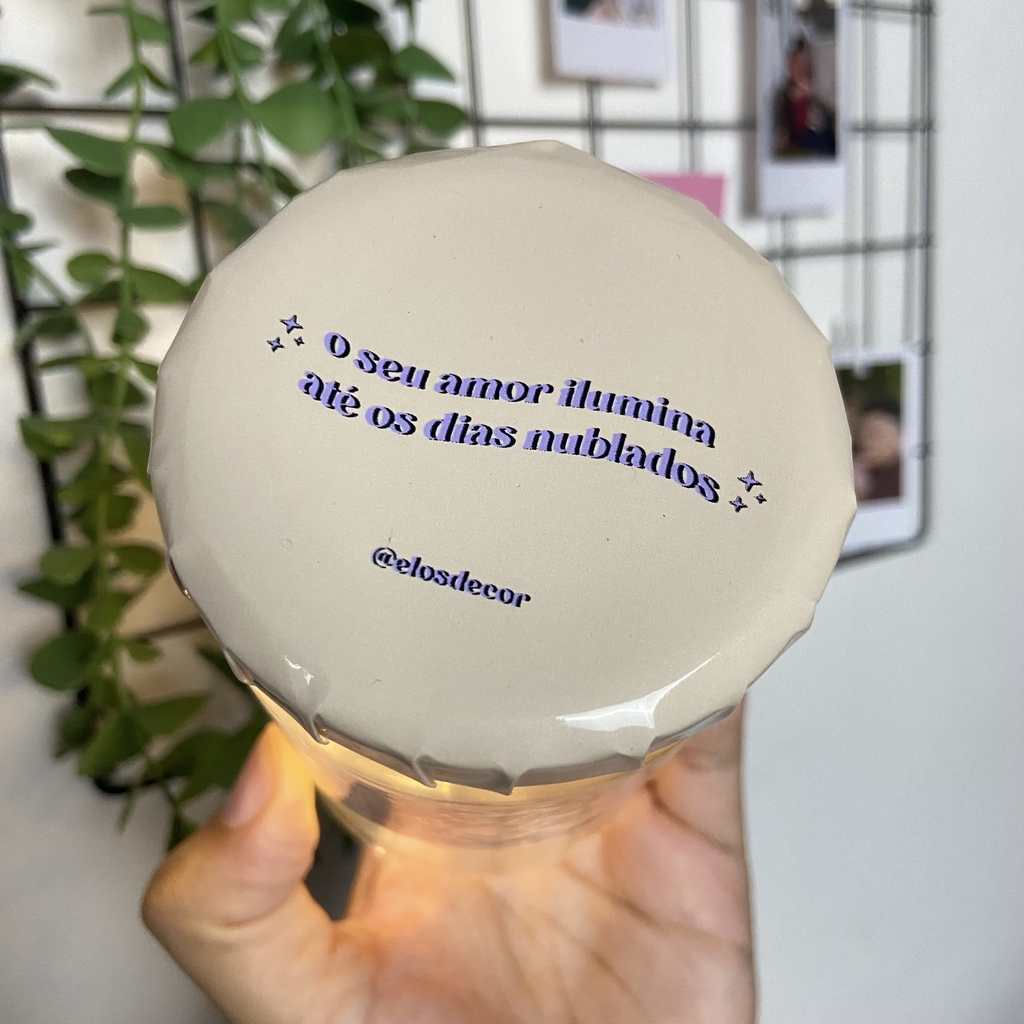 o seu amor ilumina
até os dias nublados
@elosdecor